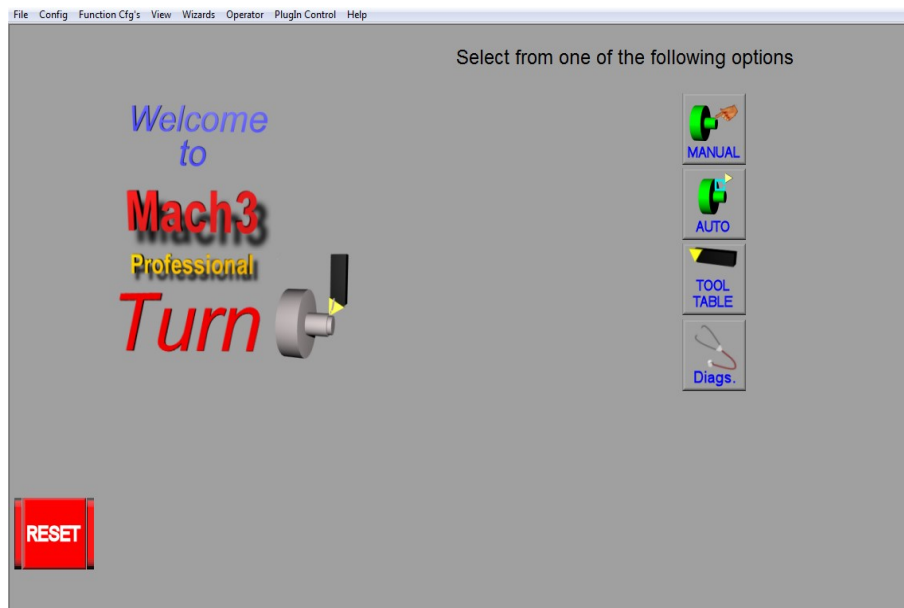 File Config Function Cfg's View Wizards Operator PlugIn Control Help
Select from one of the following options
Welcome
to
Mach3
Professional
Turn
MANUAL
AUTO
TOOL
TABLE
Diags.
RESET